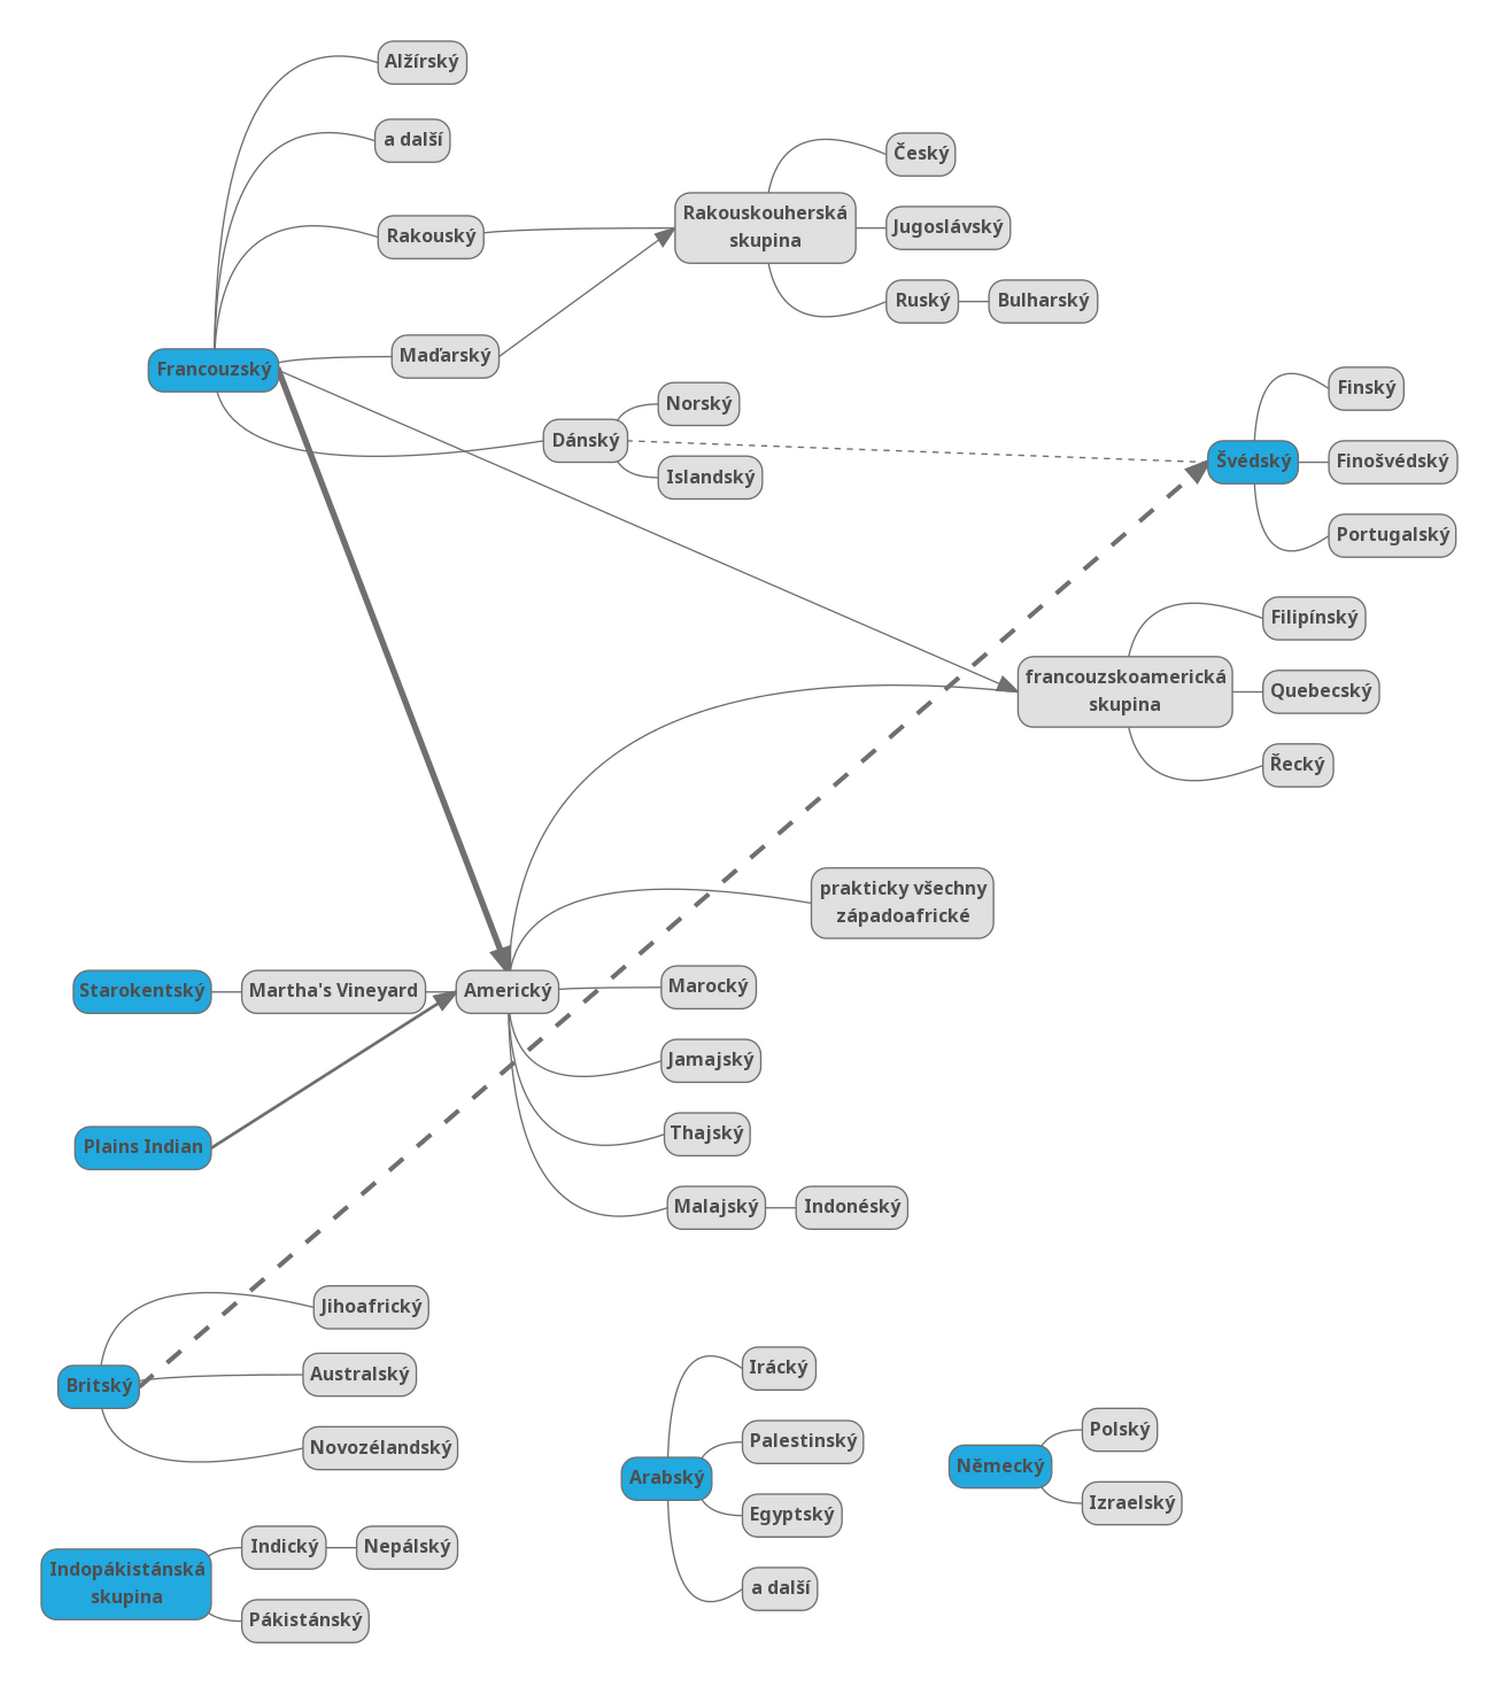 Alžírský
a další
Rakouský
Maďarský
Francouzský
Rakouskouherská
skupina
Český
Jugoslávský
Ruský
Bulharský
Dánský
Norský
Islandský
Švédský
Finský
Finošvédský
Portugalský
francouzskoamerická
skupina
Filipínský
Quebecský
Řecký
prakticky všechny
západoafrické
Starokentský
Martha's Vineyard
Americký
Marocký
Jamajský
Thajský
Malajský
Indonéský
Plains Indian
Britský
Jihoafrický
Australský
Novozélandský
Indopákistánská
skupina
Indický
Nepálský
Pákistánský
Arabský
Irácký
Palestinský
Egyptský
a další
Německý
Polský
Izraelský